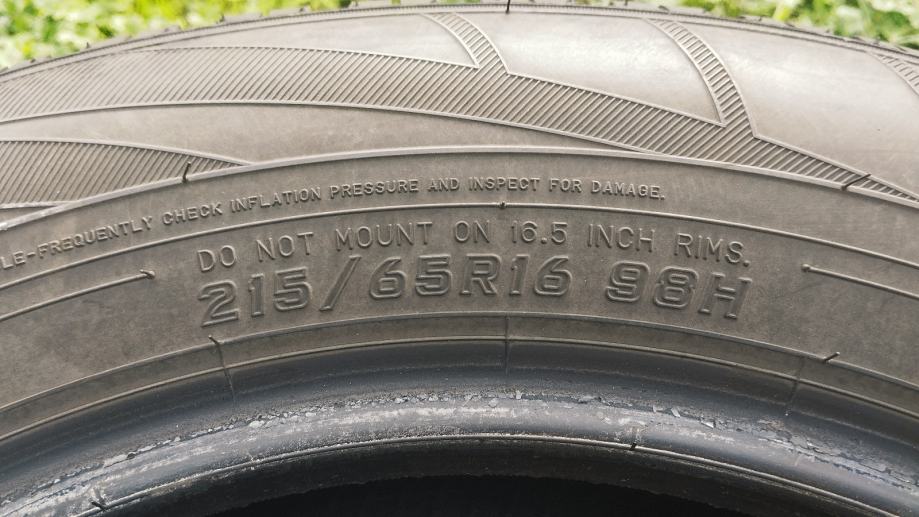 LE-FREQUENTLY CHECK INFLATION PRESSURE AND INSPECT FOR DAMAGE.
DO NOT MOUNT ON 16.5 INCH RIMS.
215/65R16 98H